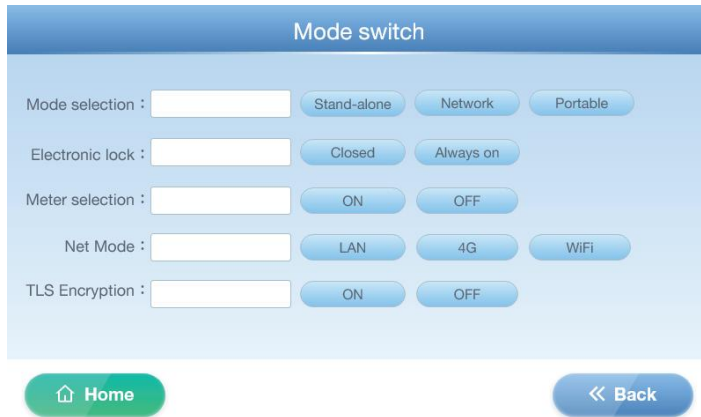 Mode switch
Mode selection： Stand-alone Network Portable
Electronic lock： Closed Always on
Meter selection： ON OFF
Net Mode： LAN 4G WiFi
TLS Encryption： ON OFF
Home Back